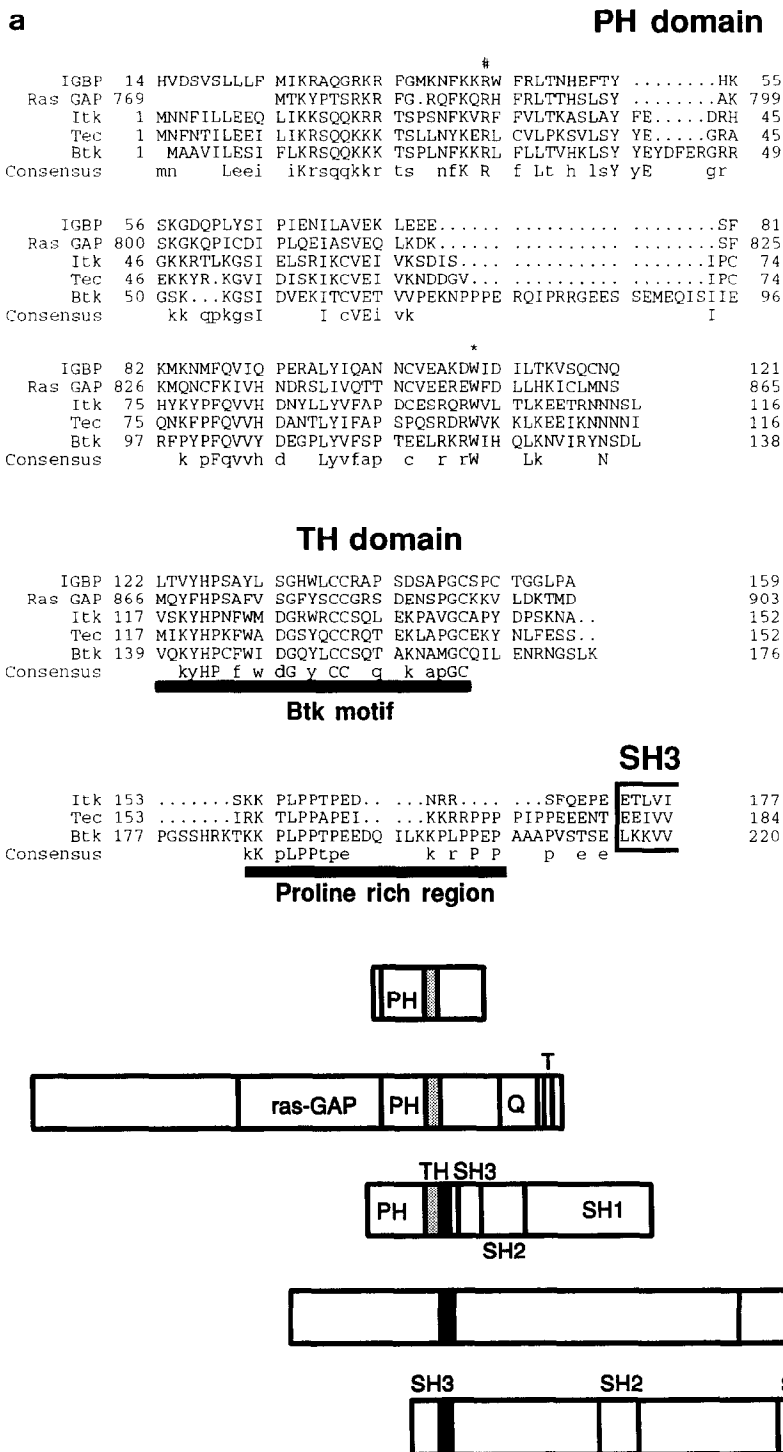 a
PH domain
#
IGBP 14 HVDSVSLLLF MIKRAQGRKR FGMKNFKKRW FRLTNHEFTY ........HK 55
Ras GAP 769 MTKYPTSRKR FG.RQFKQRH FRLTTHSLSY ........AK 799
Itk 1 MNNFILLEEQ LIKKSQQKRR TSPSNFKVRF FVLTKASLAY FE....DRH 45
Tec 1 MNFNTILEEI LIKRSQQKKK TSLLNYKERL CVLPKSVLSY YE....GRA 45
Btk 1 MAAVILESI FLKRSQQKKK TSPLNFKKRL FLLTVHKLSY YEYDFERGRR 49
Consensus mn Leei iKrsqqkkr ts nfK R f Lt h lsY yE gr
IGBP 56 SKGDQPLYSI PIENILAVEK LEEE...... .......... ........SF 81
Ras GAP 800 SKGKQPICDI PLQEIASVEQ LKDK...... .......... ........SF 825
Itk 46 GKKRTLKGSI ELSRIKCVEI VKSDIS.... .......... .......IPC 74
Tec 46 EKKYR.KGVI DISKIKCVEI VKNDDGV... .......... .......IPC 74
Btk 50 GSK...KGSI DVEKITCVET VVPEKNPPPE RQIPRRGEES SEMEQISIIE 96
Consensus kk qpkgsI I cVEi vk I
*
IGBP 82 KMKNMFQVIQ PERALYIQAN NCVEAKDWID ILTKVSQCNQ 121
Ras GAP 826 KMQNCFKIVH NDRSLIVQTT NCVEEREWFD LLHKICLMNS 865
Itk 75 HYKYPFQVVH DNYLLYVFAP DCESRQRWVL TLKEETRNNNSL 116
Tec 75 QNKFPFQVVH DANTLYIFAP SPQSRDRWVK KLKEEIKNNNNI 116
Btk 97 RFPYPFQVVY DEGPLYVFSP TEELRKRWIH QLKNVIRYNSDL 138
Consensus k pFqvvh d Lyvfap c r rW Lk N
TH domain
IGBP 122 LTVYHPSAYL SGHWLCCRAP SDSAPGCSPC TGGLPA 159
Ras GAP 866 MQYFHPSAFV SGFYSCCGRS DENSPGCKKV LDKTMD 903
Itk 117 VSKYHPNFWM DGRWRCCSQL EKPAVGCAPY DPSKNA.. 152
Tec 117 MIKYHPKFWA DGSYQCCRQT EKLAPGCEKY NLFESS.. 152
Btk 139 VQKYHPCFWI DGQYLCCSQT AKNAMGCQIL ENRNGSLK 176
Consensus kyHP f w dG y CC q k apGC
Btk motif
SH3
Itk 153 .......SKK PLPPTPED.. ..NRR..... ...SFQEPE ETLVI 177
Tec 153 .......IRK TLPPAPEI.. ..KKRRPPPP PIPPEEENT EEIVV 184
Btk 177 PGSSHRKTKK PLPPTPEEDQ ILKKPLPPEP AAAPVSTSE LKKVV 220
Consensus kK pLPPtpe k r P P p e e
Proline rich region
PH
T
ras-GAP PH Q
TH SH3
PH SH1
SH2
SH3 SH2